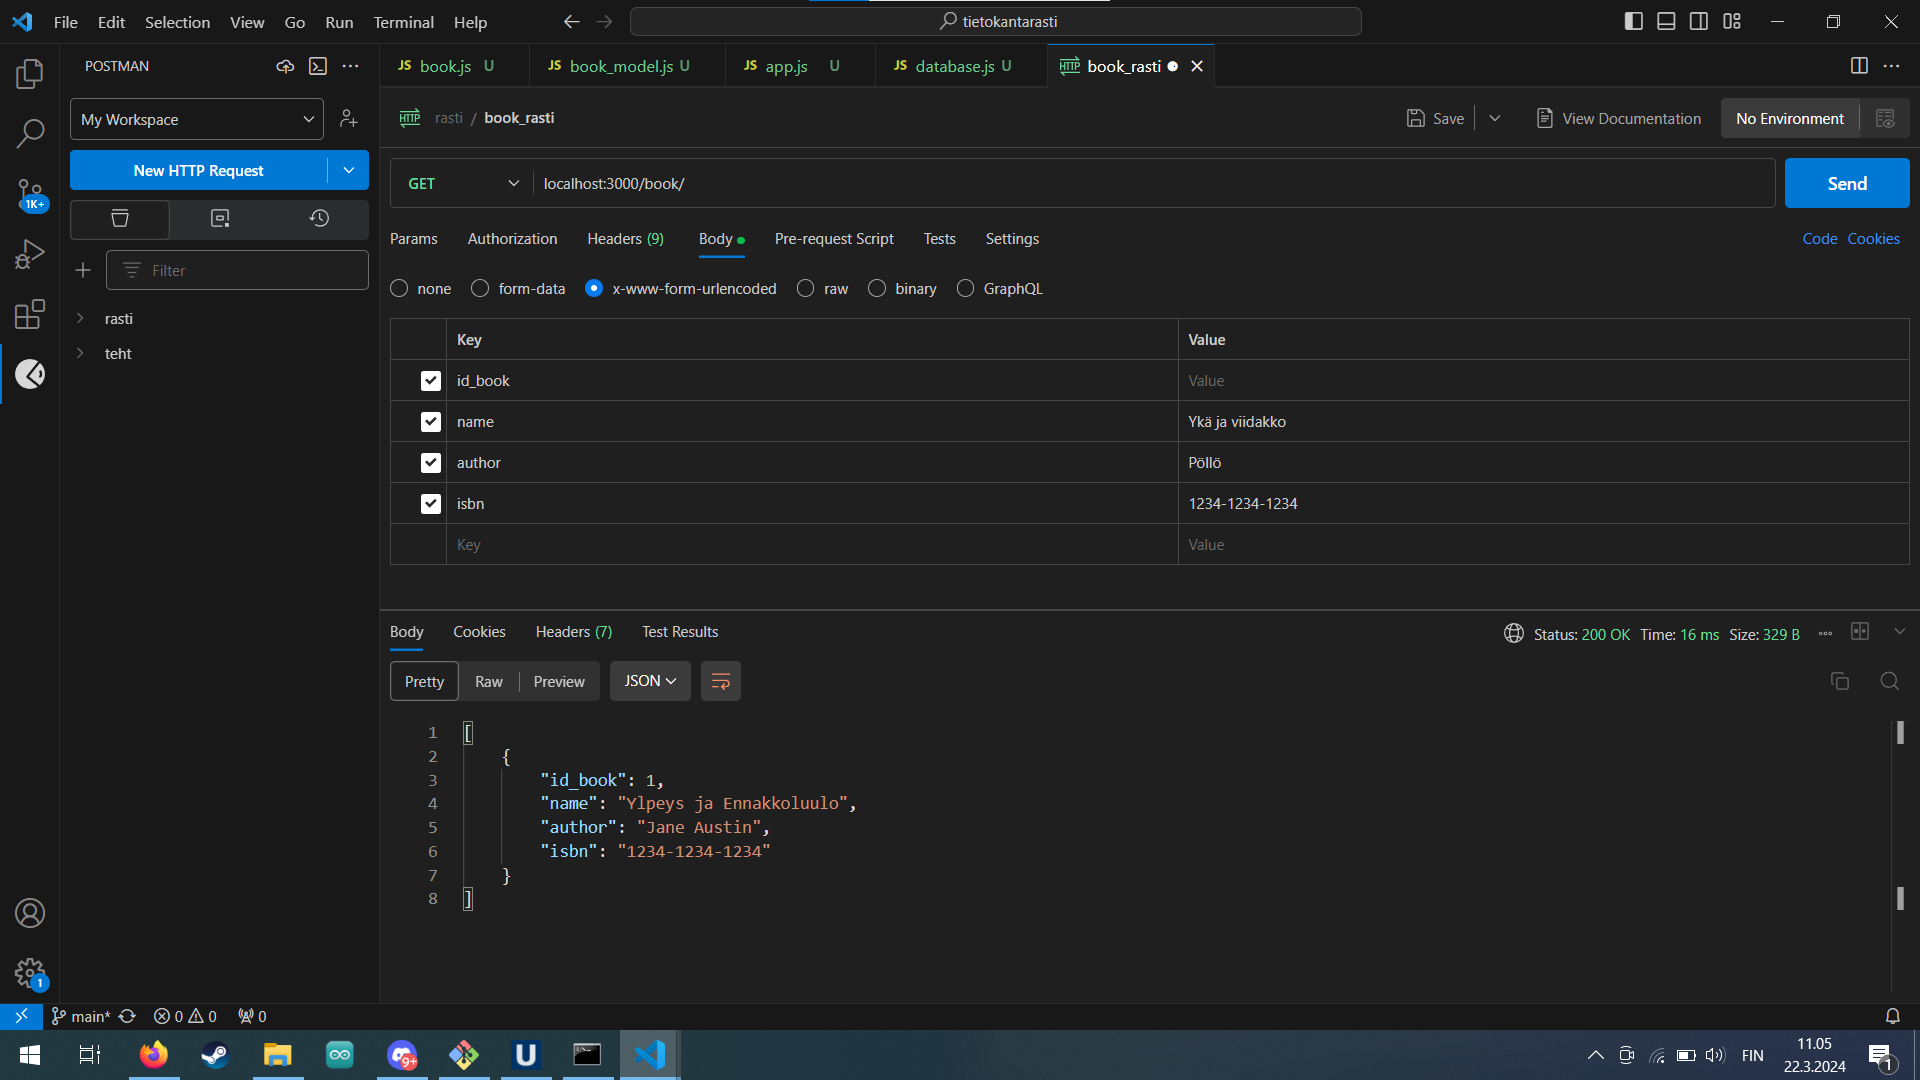 File Edit Selection View Go Run Terminal Help tietokantarasti
POSTMAN
JS book.js U JS book_model.js U JS app.js U JS database.js U HTTP book_rasti
My Workspace
HTTP rasti / book_rasti Save View Documentation No Environment
New HTTP Request
GET localhost:3000/book/ Send
1K+
Params Authorization Headers (9) Body Pre-request Script Tests Settings Code Cookies
Filter
none form-data x-www-form-urlencoded raw binary GraphQL
rasti
teht
Key Value
id_book Value
name Ykä ja viidakko
author Pöllö
isbn 1234-1234-1234
Key Value
Body Cookies Headers (7) Test Results Status: 200 OK Time: 16 ms Size: 329 B
Pretty Raw Preview JSON
1 [
2 {
3 "id_book": 1,
4 "name": "Ylpeys ja Ennakkoluulo",
5 "author": "Jane Austin",
6 "isbn": "1234-1234-1234"
7 }
8 ]
1
main* 0 0 0
9+ U FIN 11.05
22.3.2024 1